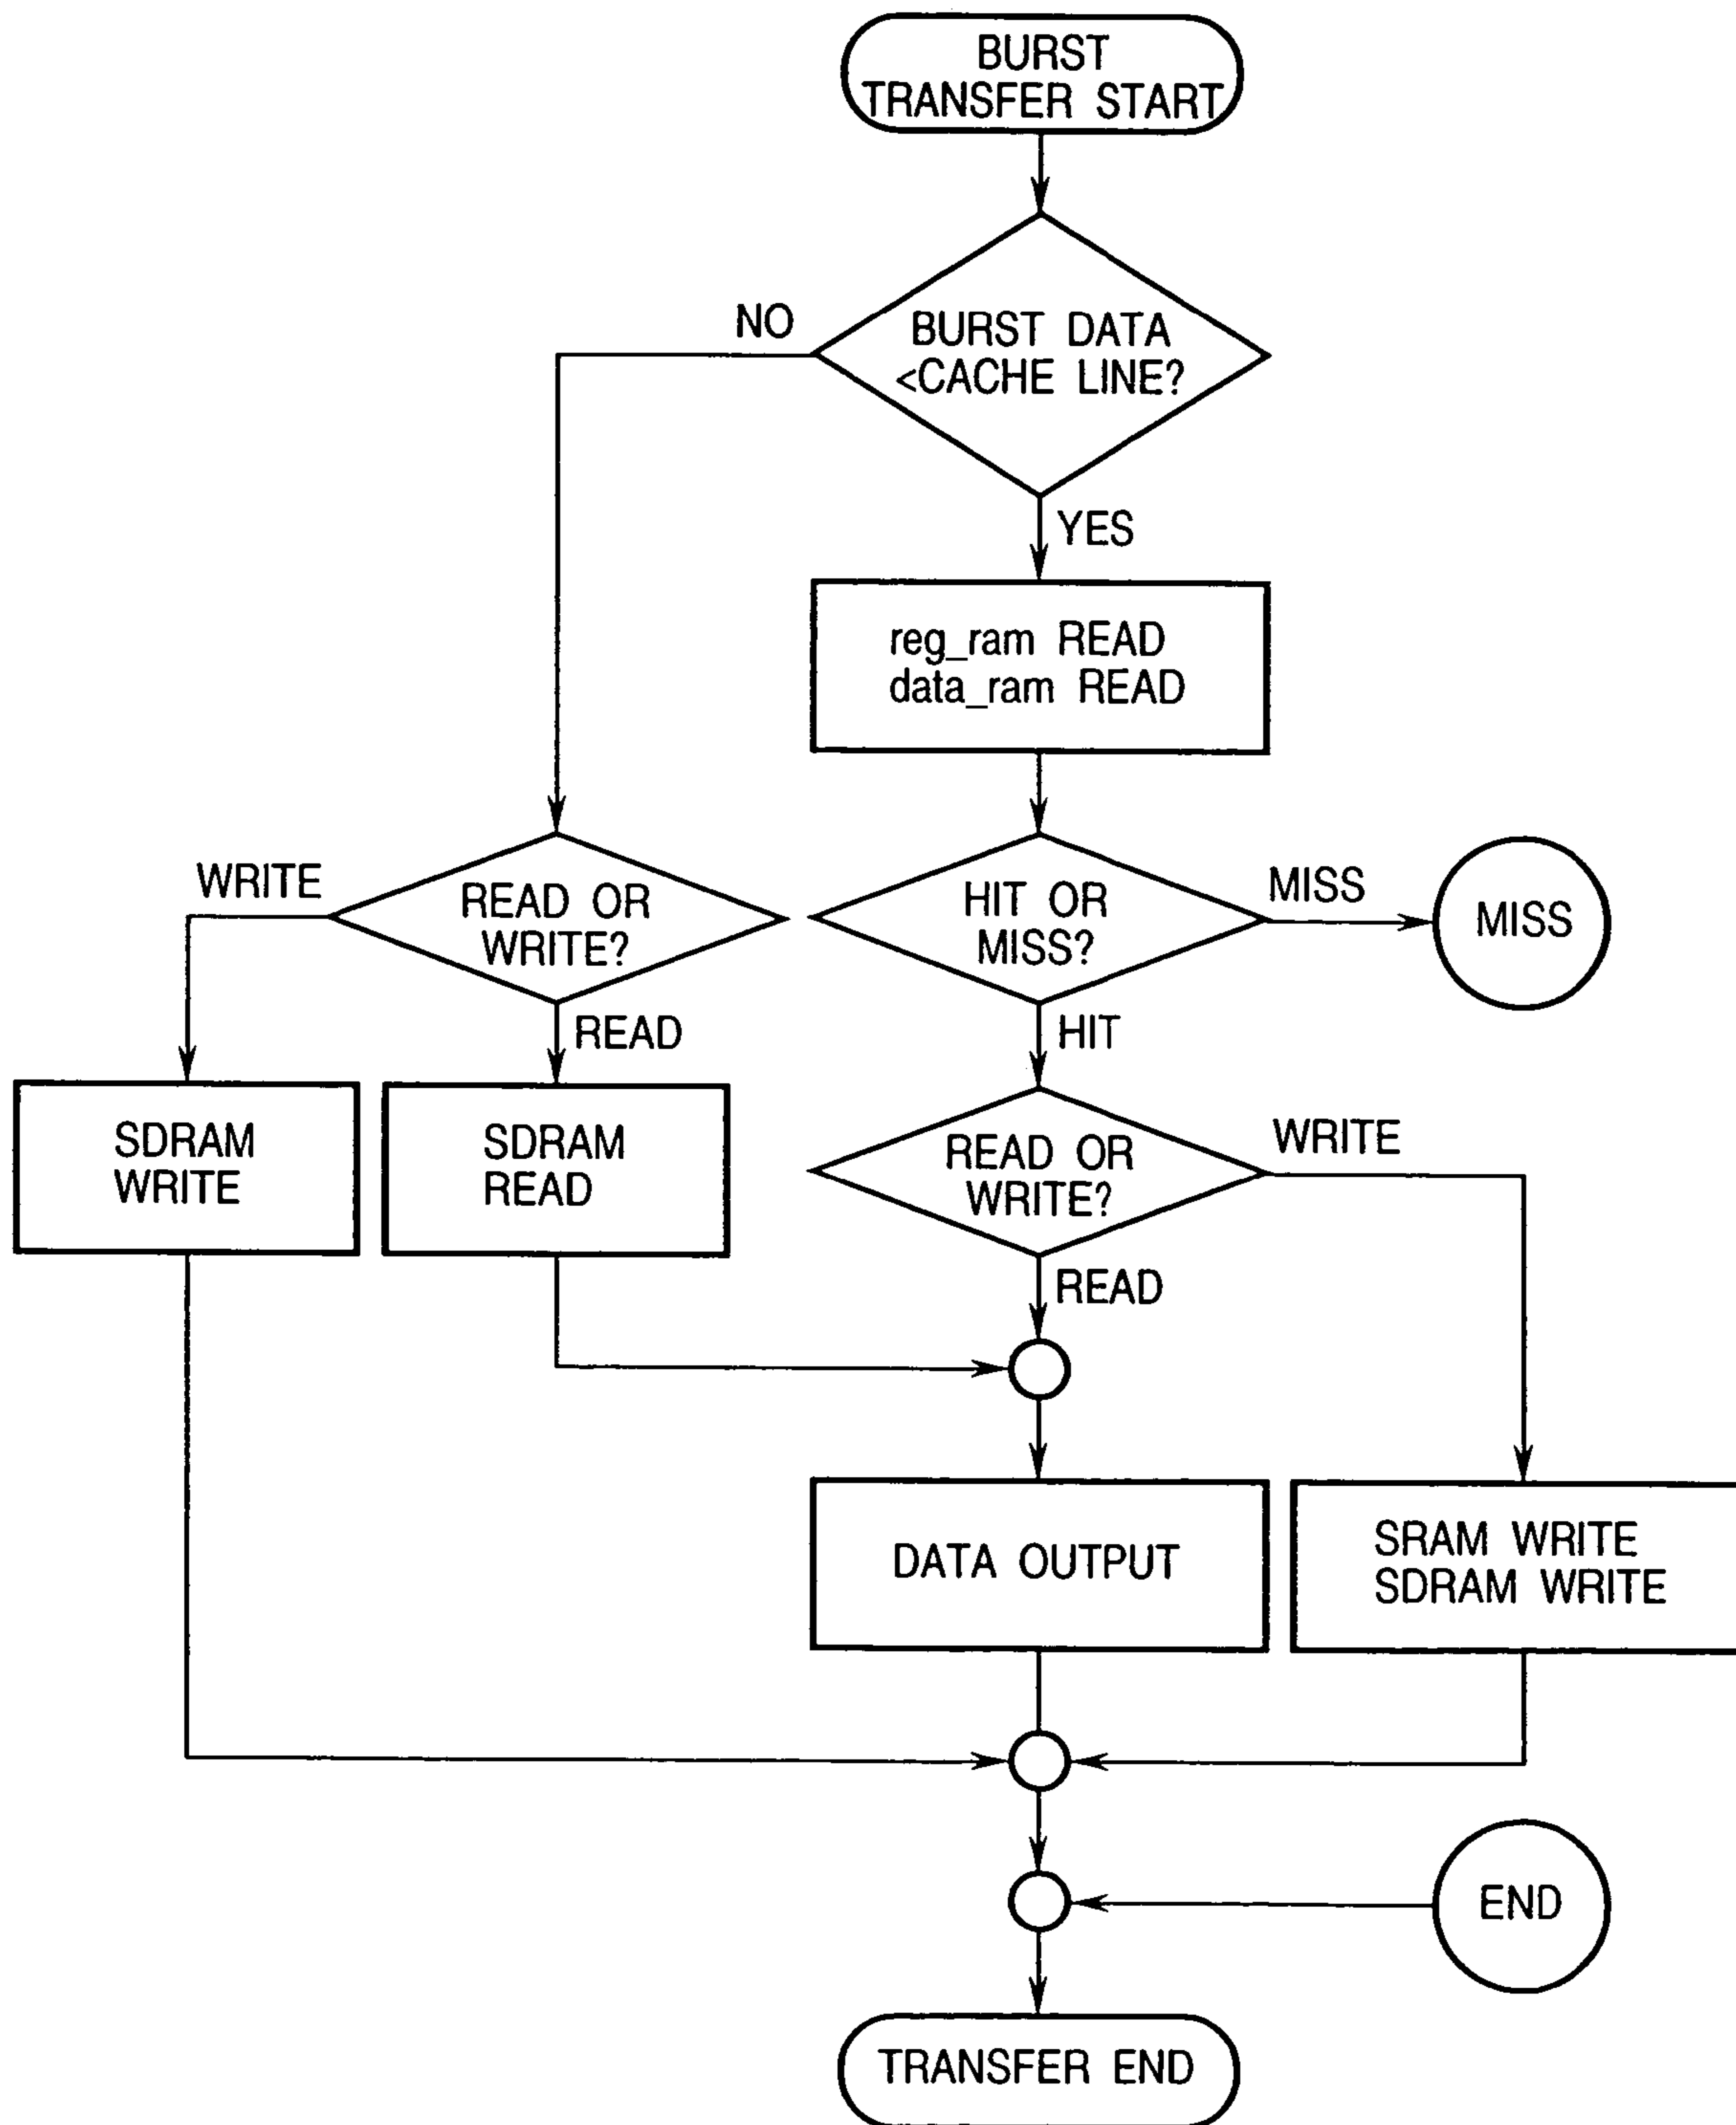 BURST
TRANSFER START
NO
BURST DATA
<CACHE LINE?
YES
reg_ram READ
data_ram READ
WRITE
READ OR
WRITE?
HIT OR
MISS?
MISS
MISS
READ
HIT
SDRAM
WRITE
SDRAM
READ
READ OR
WRITE?
WRITE
READ
DATA OUTPUT
SRAM WRITE
SDRAM WRITE
END
TRANSFER END